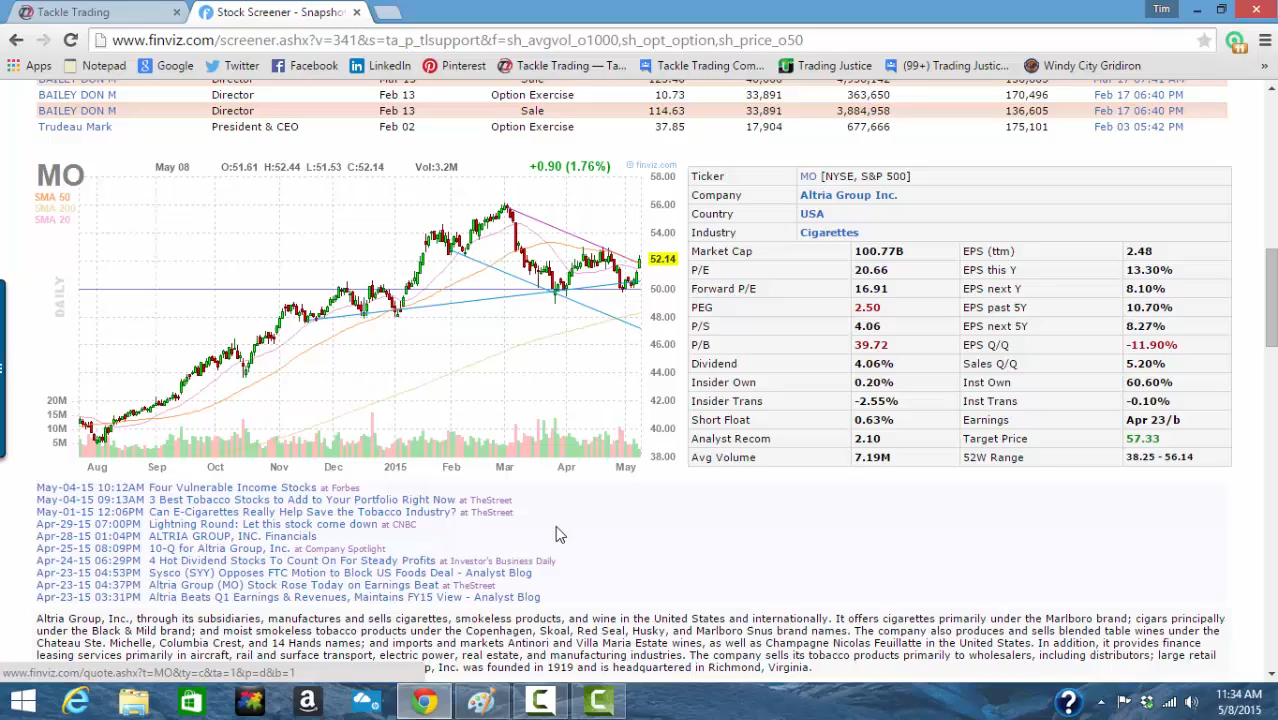 Tackle Trading
Stock Screener - Snapshot
Tim
www.finviz.com/screener.ashx?v=341&s=ta_p_tlsupport&f=sh_avgvol_o1000,sh_opt_option,sh_price_o50
11
Apps Notepad Google Twitter Facebook LinkedIn Pinterest Tackle Trading — Ta... Tackle Trading Com... Trading Justice (99+) Trading Justic... Windy City Gridiron »
BAILEY DON M Director Sale
BAILEY DON M Director Feb 13 Option Exercise 10.73 33,891 363,650 170,496 Feb 17 06:40 PM
BAILEY DON M Director Feb 13 Sale 114.63 33,891 3,884,958 136,605 Feb 17 06:40 PM
Trudeau Mark President & CEO Feb 02 Option Exercise 37.85 17,904 677,666 175,101 Feb 03 05:42 PM
MO May 08 O:51.61 H:52.44 L:51.53 C:52.14 Vol:3.2M +0.90 (1.76%) © finviz.com
SMA 50
SMA 200
SMA 20
DAILY
58.00
56.00
54.00
52.14
50.00
48.00
46.00
44.00
42.00
40.00
38.00
20M
15M
10M
5M
Aug Sep Oct Nov Dec 2015 Feb Mar Apr May
Ticker MO [NYSE, S&P 500]
Company Altria Group Inc.
Country USA
Industry Cigarettes
Market Cap 100.77B EPS (ttm) 2.48
P/E 20.66 EPS this Y 13.30%
Forward P/E 16.91 EPS next Y 8.10%
PEG 2.50 EPS past 5Y 10.70%
P/S 4.06 EPS next 5Y 8.27%
P/B 39.72 EPS Q/Q -11.90%
Dividend 4.06% Sales Q/Q 5.20%
Insider Own 0.20% Inst Own 60.60%
Insider Trans -2.55% Inst Trans -0.10%
Short Float 0.63% Earnings Apr 23/b
Analyst Recom 2.10 Target Price 57.33
Avg Volume 7.19M 52W Range 38.25 - 56.14
May-04-15 10:12AM Four Vulnerable Income Stocks at Forbes
May-04-15 09:13AM 3 Best Tobacco Stocks to Add to Your Portfolio Right Now at TheStreet
May-01-15 12:06PM Can E-Cigarettes Really Help Save the Tobacco Industry? at TheStreet
Apr-29-15 07:00PM Lightning Round: Let this stock come down at CNBC
Apr-28-15 01:04PM ALTRIA GROUP, INC. Financials
Apr-25-15 08:09PM 10-Q for Altria Group, Inc. at Company Spotlight
Apr-24-15 06:29PM 4 Hot Dividend Stocks To Count On For Steady Profits at Investor's Business Daily
Apr-23-15 04:53PM Sysco (SYY) Opposes FTC Motion to Block US Foods Deal - Analyst Blog
Apr-23-15 04:37PM Altria Group (MO) Stock Rose Today on Earnings Beat at TheStreet
Apr-23-15 03:31PM Altria Beats Q1 Earnings & Revenues, Maintains FY15 View - Analyst Blog
Altria Group, Inc., through its subsidiaries, manufactures and sells cigarettes, smokeless products, and wine in the United States and internationally. It offers cigarettes primarily under the Marlboro brand; cigars principally
under the Black & Mild brand; and moist smokeless tobacco products under the Copenhagen, Skoal, Red Seal, Husky, and Marlboro Snus brand names. The company also produces and sells blended table wines under the
Chateau Ste. Michelle, Columbia Crest, and 14 Hands names; and imports and markets Antinori and Villa Maria Estate wines, as well as Champagne Nicolas Feuillatte in the United States. In addition, it provides finance
leasing services primarily in aircraft, rail and surface transport, electric power, real estate, and manufacturing industries. The company sells its tobacco products primarily to wholesalers, including distributors; large retail
p, Inc. was founded in 1919 and is headquartered in Richmond, Virginia.
www.finviz.com/quote.ashx?t=MO&ty=c&ta=1&p=d&b=1
11:34 AM
5/8/2015